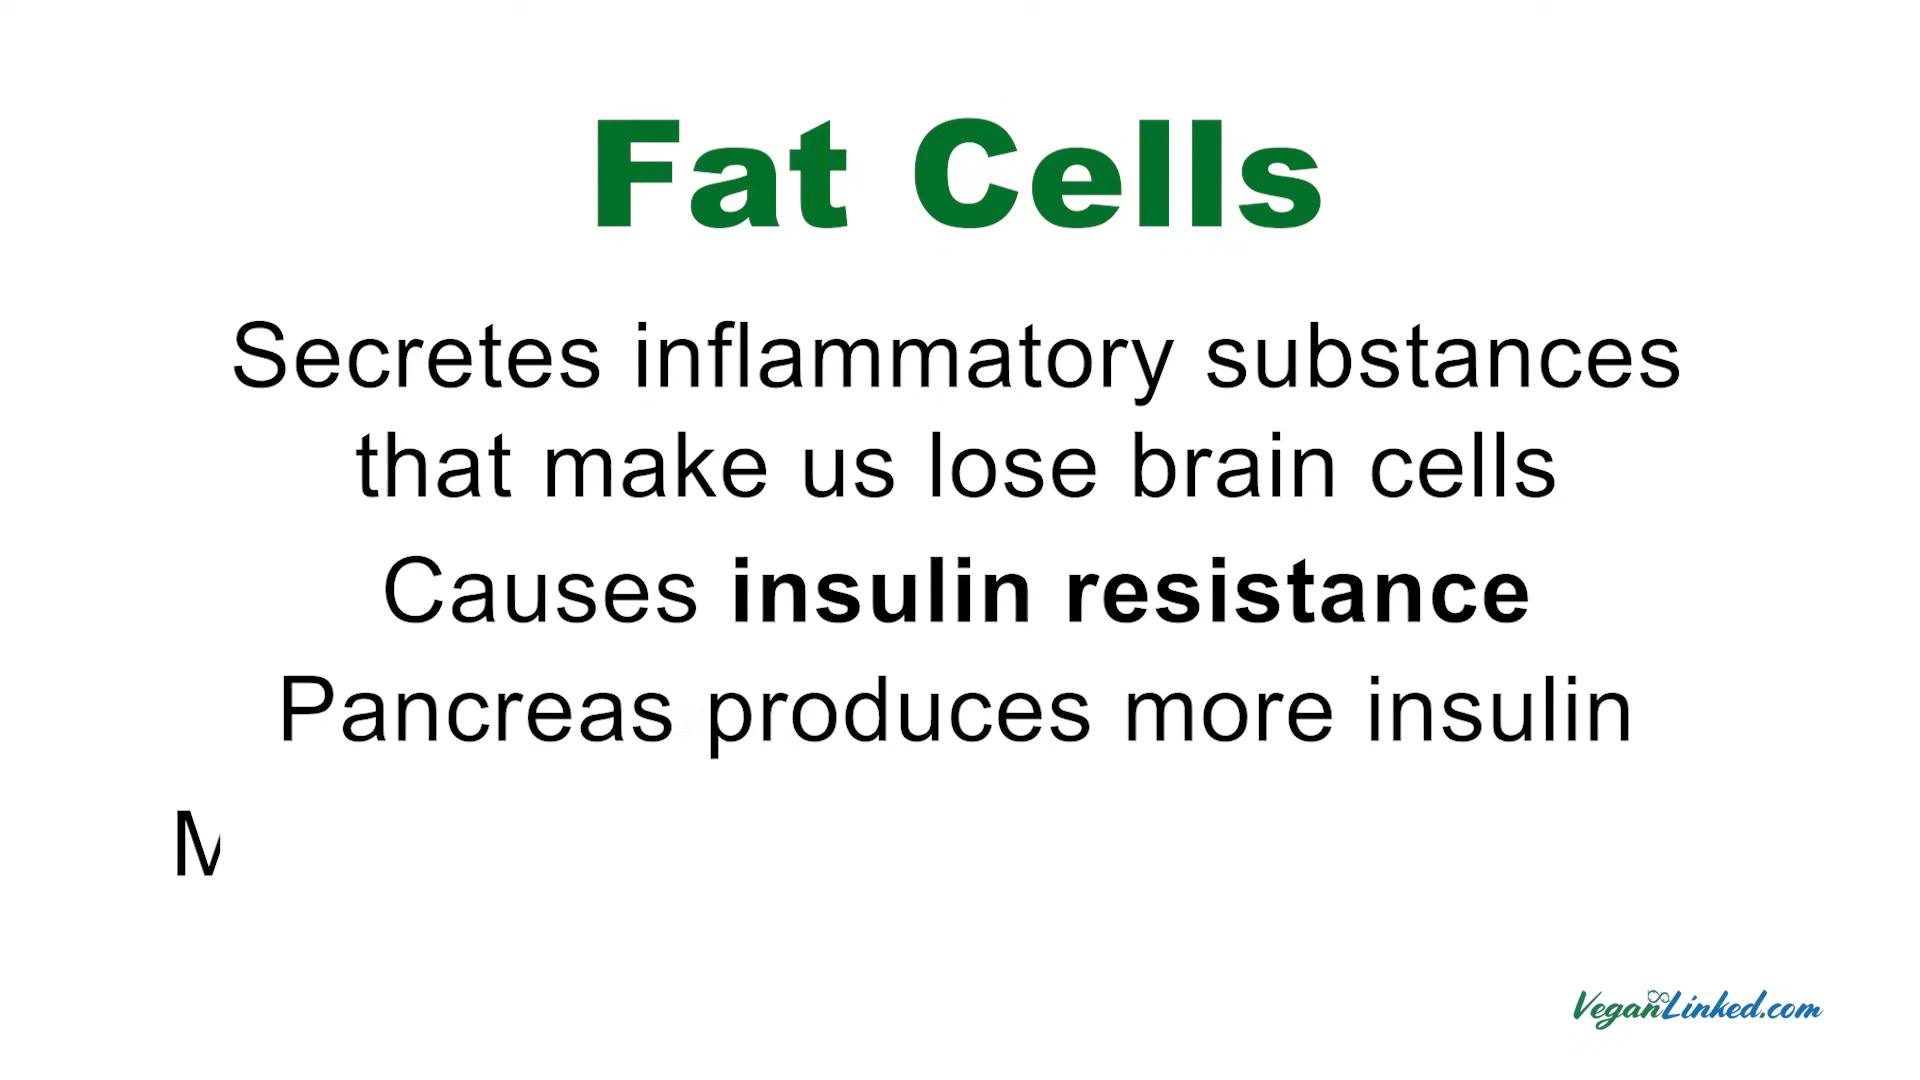 Fat Cells
Secretes inflammatory substances
that make us lose brain cells
Causes insulin resistance
Pancreas produces more insulin
VeganLinked.com